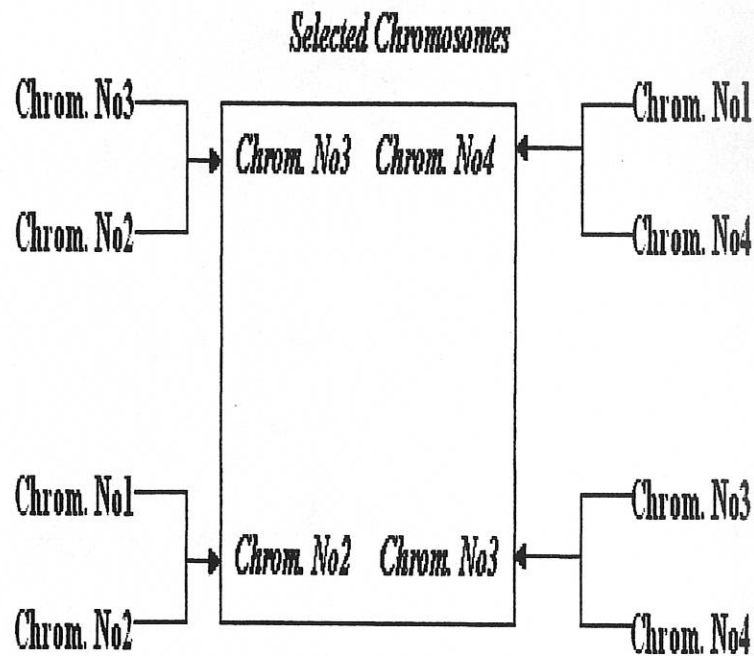 Selected Chromosomes
Chrom. No3
Chrom. No2
Chrom. No3 Chrom. No4
Chrom. No1
Chrom. No4
Chrom. No1
Chrom. No2
Chrom. No2 Chrom. No3
Chrom. No3
Chrom. No4